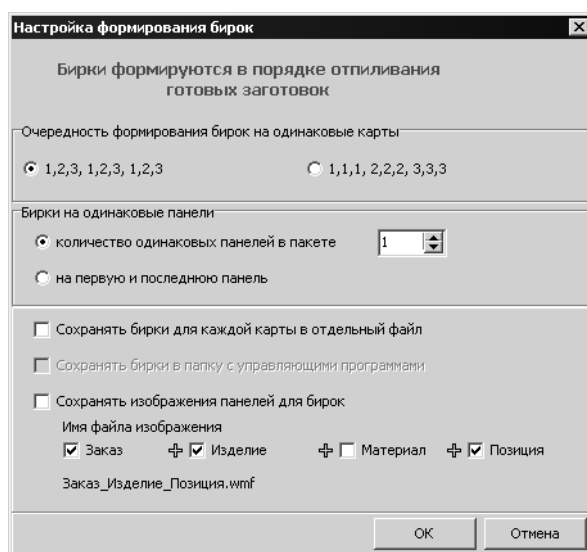 Настройка формирования бирок
Бирки формируются в порядке отпиливания
готовых заготовок
Очередность формирования бирок на одинаковые карты
1,2,3, 1,2,3, 1,2,3
1,1,1, 2,2,2, 3,3,3
Бирки на одинаковые панели
количество одинаковых панелей в пакете 1
на первую и последнюю панель
Сохранять бирки для каждой карты в отдельный файл
Сохранять бирки в папку с управляющими программами
Сохранять изображения панелей для бирок
Имя файла изображения
Заказ Изделие Материал Позиция
Заказ_Изделие_Позиция.wmf
OK Отмена